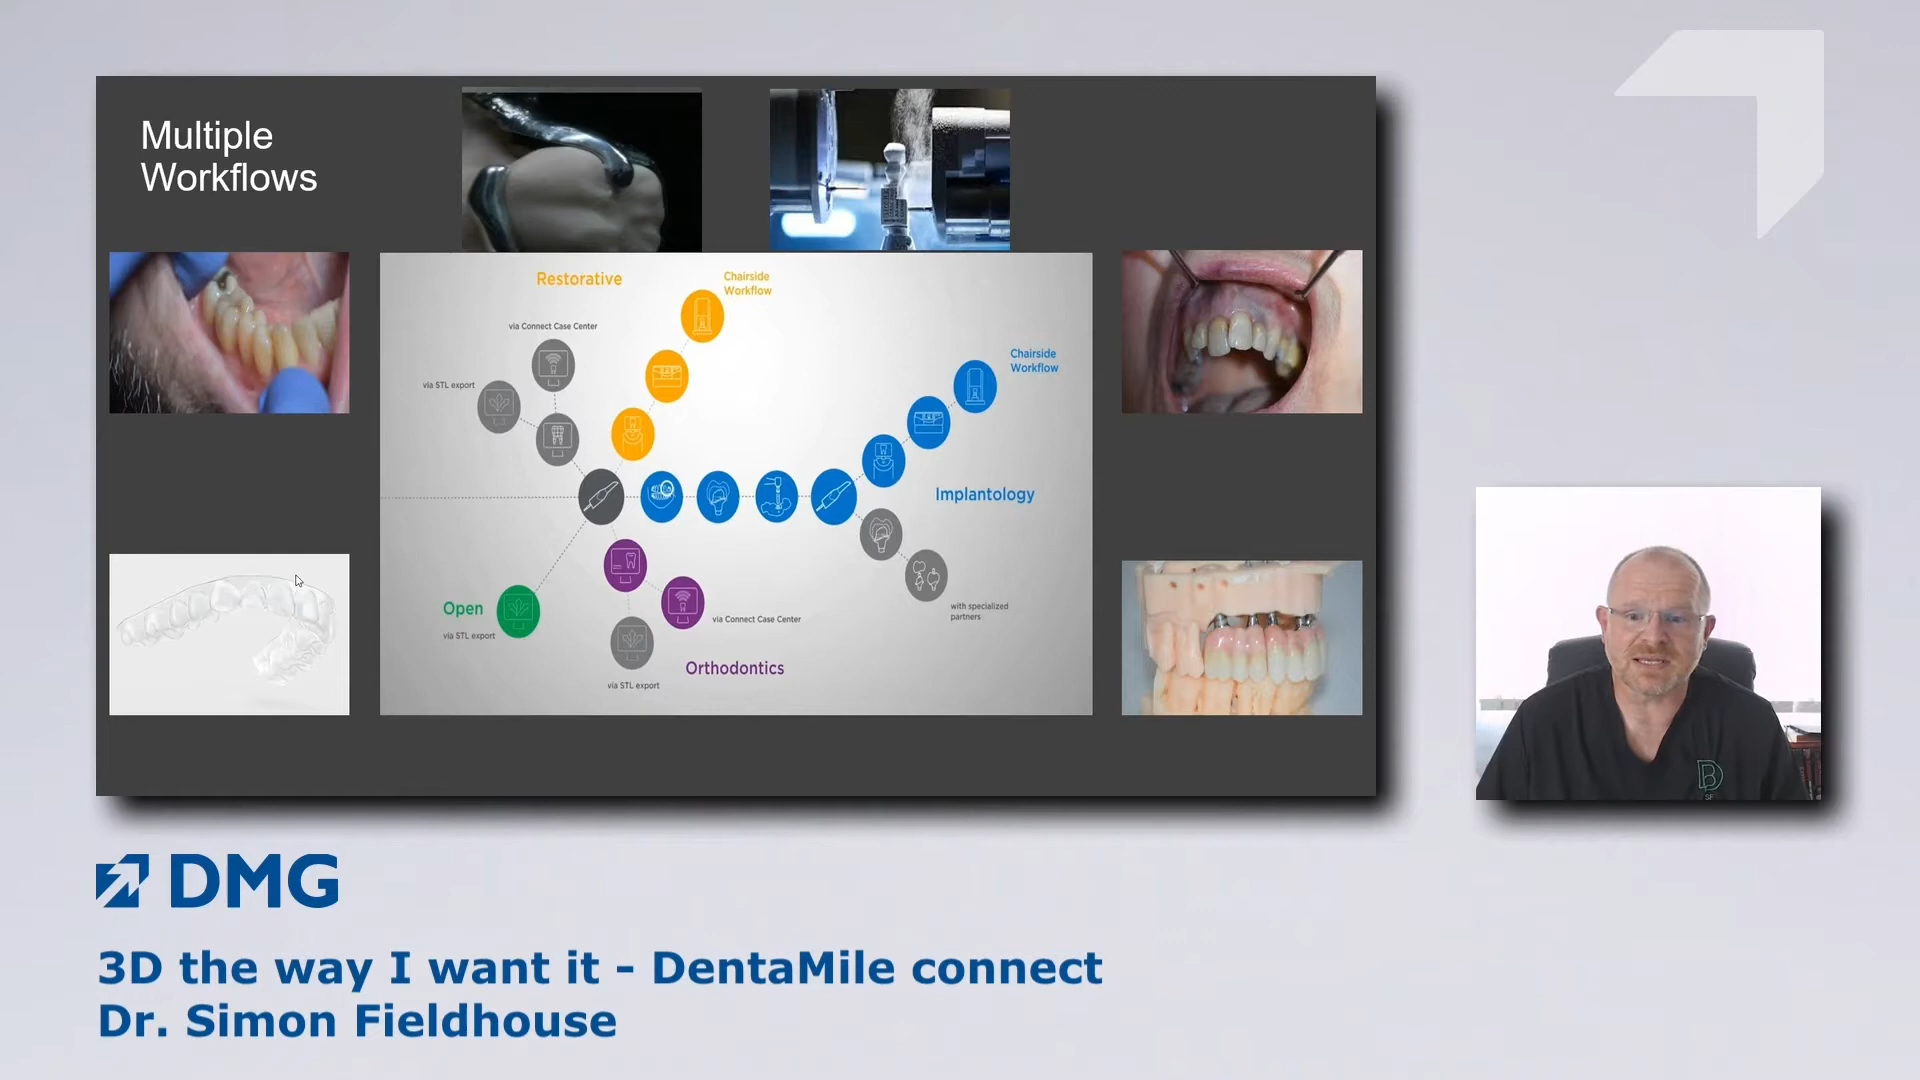 Multiple
Workflows
Restorative
Chairside
Workflow
via Connect Case Center
via STL export
Chairside
Workflow
Implantology
Open
via STL export
via Connect Case Center
with specialized
partners
Orthodontics
via STL export
DB
SF
DMG
3D the way I want it - DentaMile connect
Dr. Simon Fieldhouse